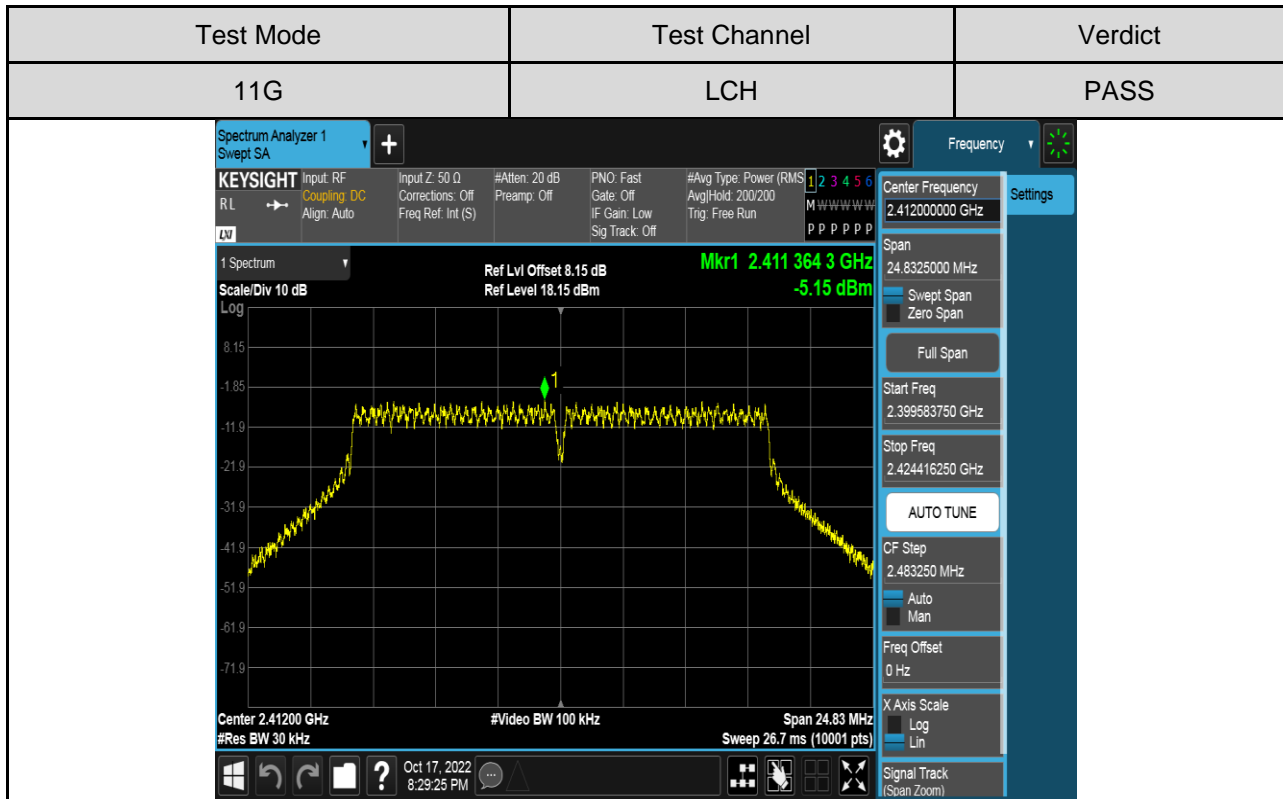 Test Mode Test Channel Verdict
11G LCH PASS
Spectrum Analyzer 1
Swept SA
+
Frequency
KEYSIGHT
RL
LXI
Input: RF
Coupling: DC
Align: Auto
Input Z: 50 Ω
Corrections: Off
Freq Ref: Int (S)
#Atten: 20 dB
Preamp: Off
PNO: Fast
Gate: Off
IF Gain: Low
Sig Track: Off
#Avg Type: Power (RMS
Avg|Hold: 200/200
Trig: Free Run
1 2 3 4 5 6
M W W W W W
P P P P P P
1 Spectrum
Scale/Div 10 dB
Log
Ref Lvl Offset 8.15 dB
Ref Level 18.15 dBm
Mkr1 2.411 364 3 GHz
-5.15 dBm
8.15
-1.85
-11.9
-21.9
-31.9
-41.9
-51.9
-61.9
-71.9
1
Center 2.41200 GHz
#Res BW 30 kHz
#Video BW 100 kHz
Span 24.83 MHz
Sweep 26.7 ms (10001 pts)
Center Frequency
2.412000000 GHz
Span
24.8325000 MHz
Swept Span
Zero Span
Full Span
Start Freq
2.399583750 GHz
Stop Freq
2.424416250 GHz
AUTO TUNE
CF Step
2.483250 MHz
Auto
Man
Freq Offset
0 Hz
X Axis Scale
Log
Lin
Signal Track
(Span Zoom)
Settings
?
Oct 17, 2022
8:29:25 PM